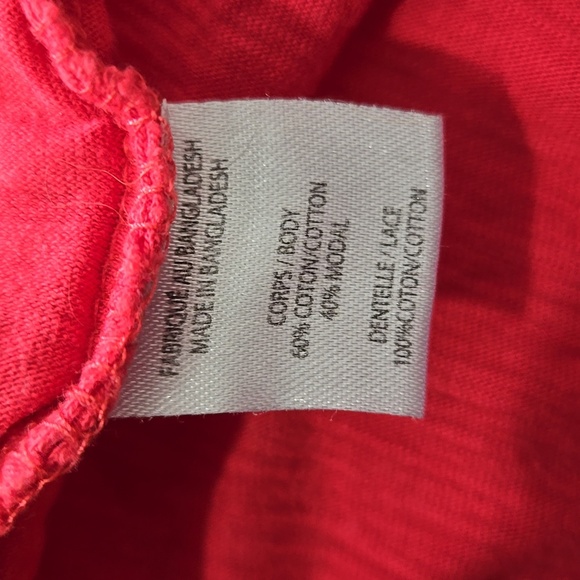 FABRIQUÉ AU BANGLADESH
MADE IN BANGLADESH
CORPS / BODY
60% COTON/COTTON
40% MODAL
DENTELLE / LACE
100%COTON/COTTON